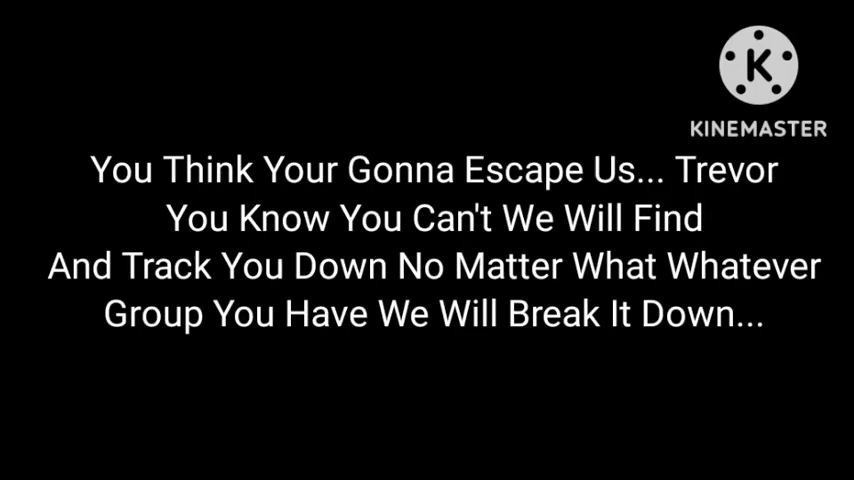 KINEMASTER
You Think Your Gonna Escape Us... Trevor
You Know You Can't We Will Find
And Track You Down No Matter What Whatever
Group You Have We Will Break It Down...